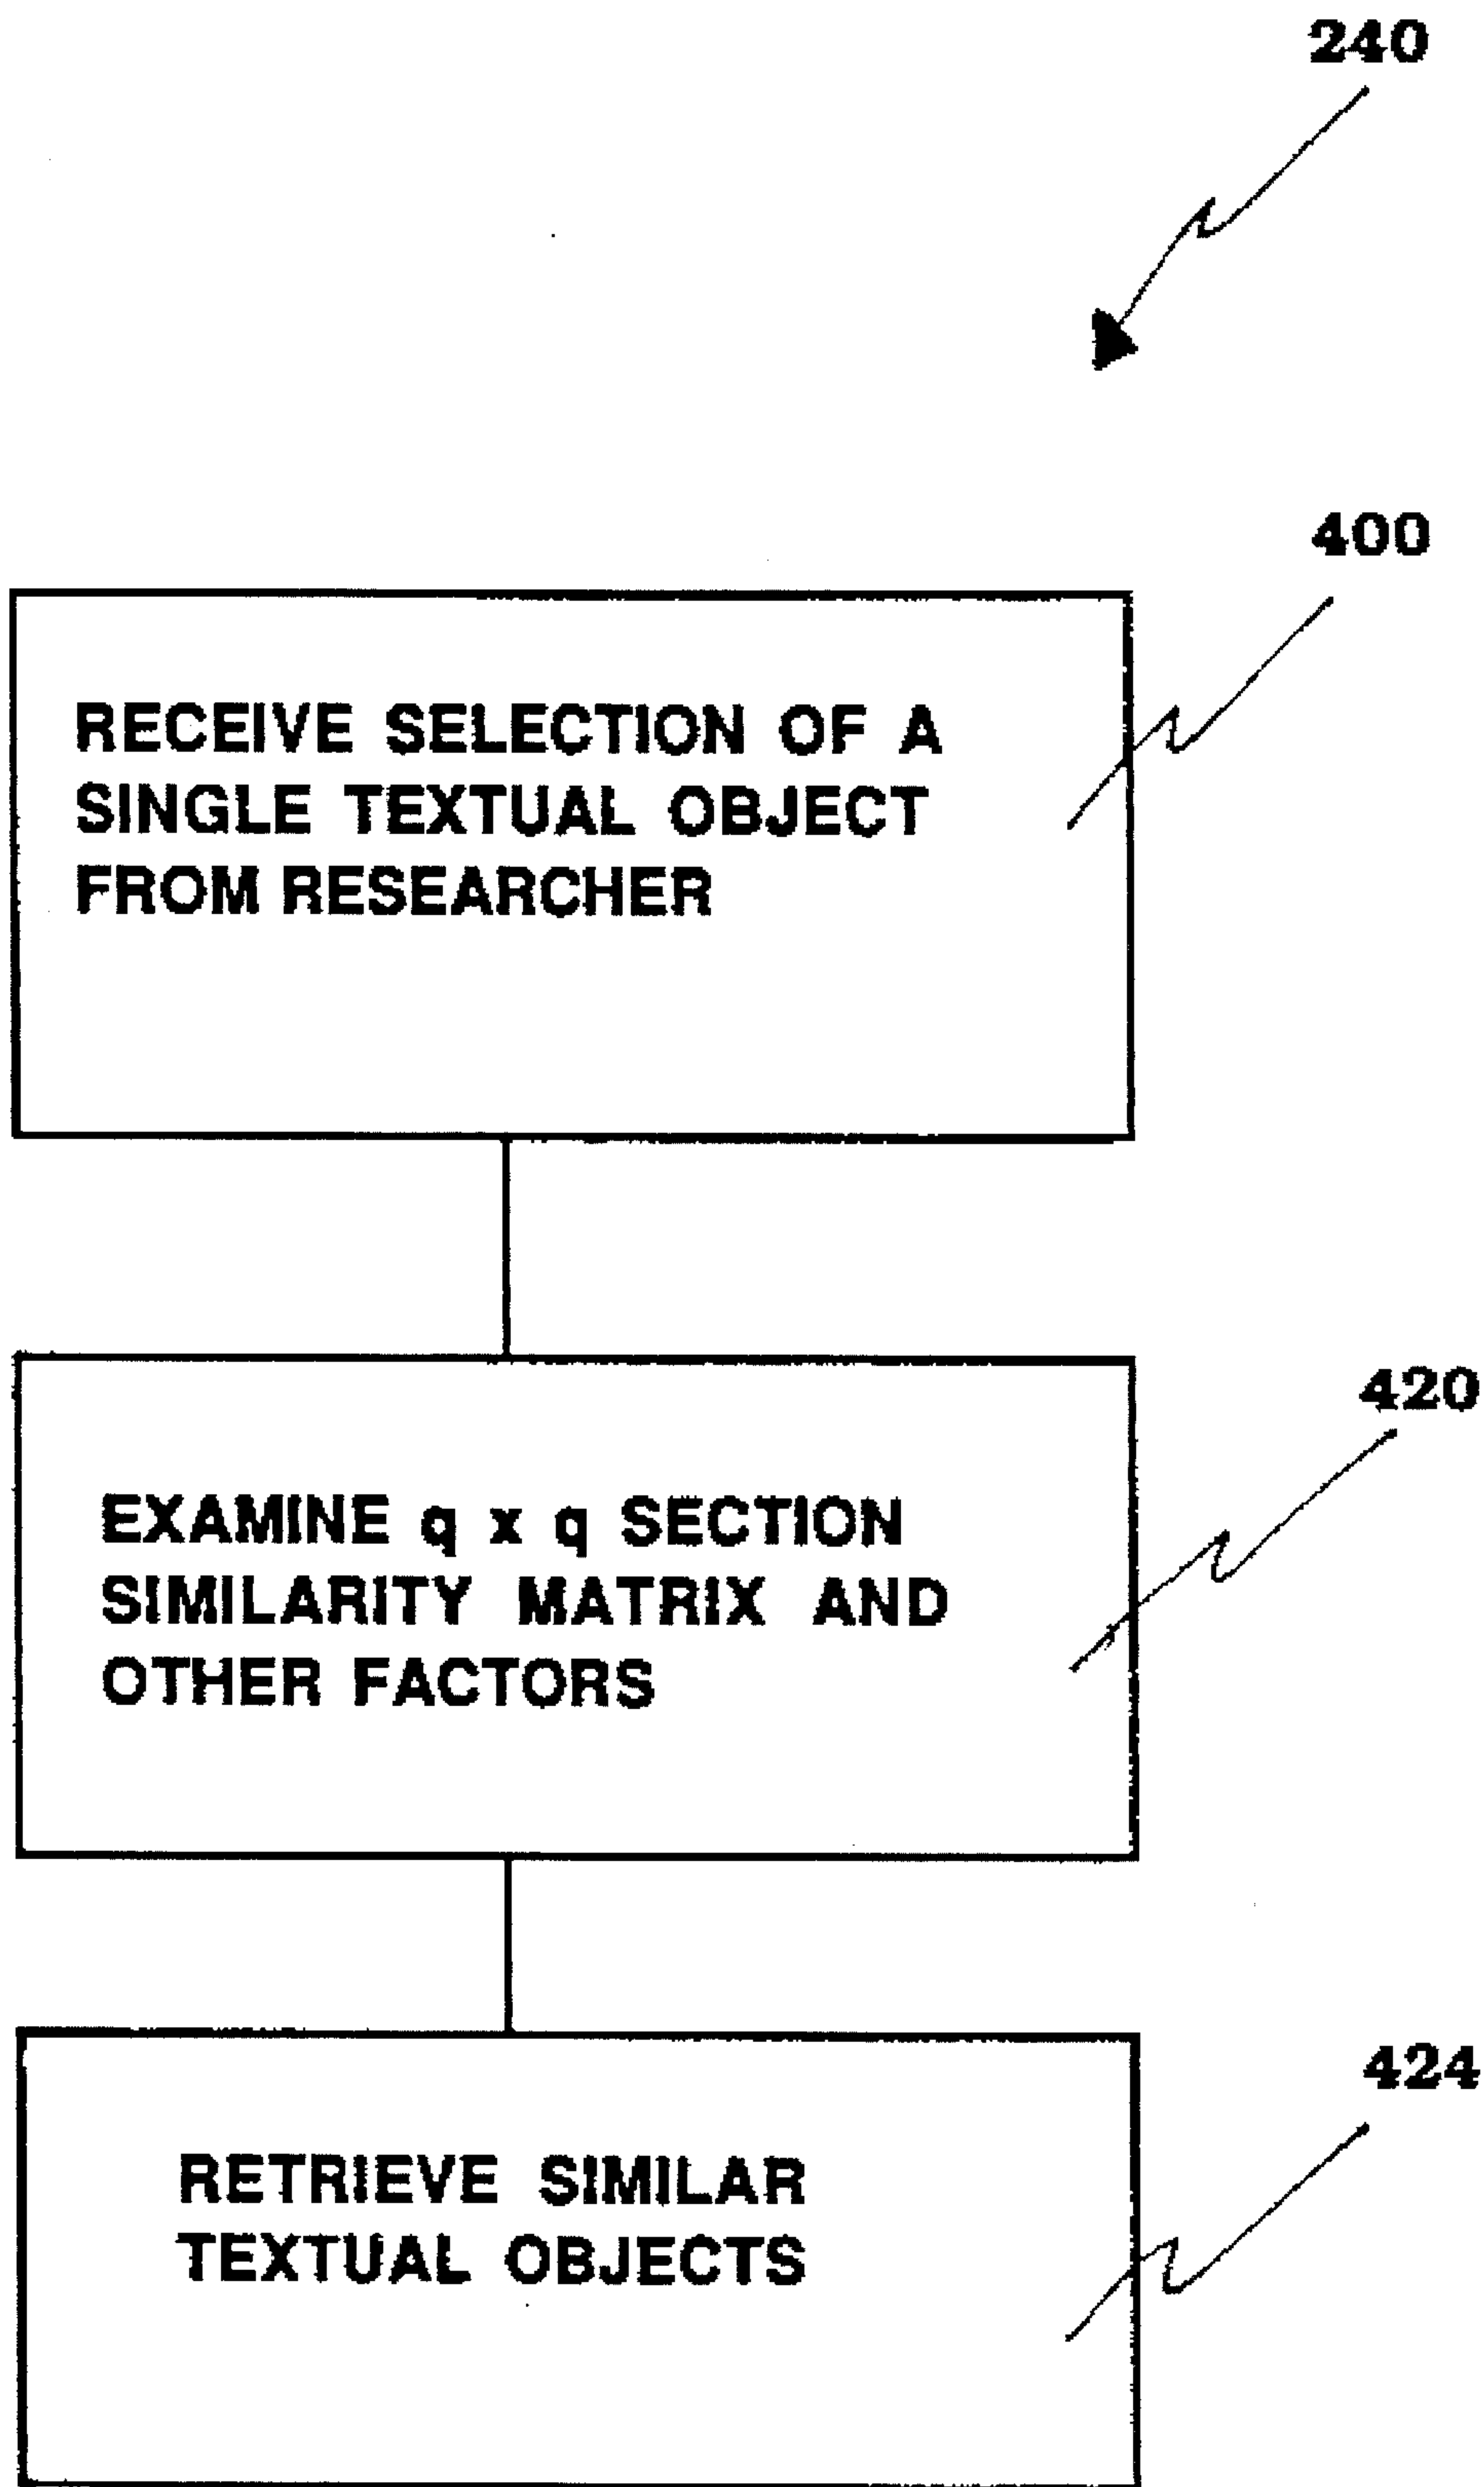 240
400
RECEIVE SELECTION OF A
SINGLE TEXTUAL OBJECT
FROM RESEARCHER
420
EXAMINE q x q SECTION
SIMILARITY MATRIX AND
OTHER FACTORS
424
RETRIEVE SIMILAR
TEXTUAL OBJECTS